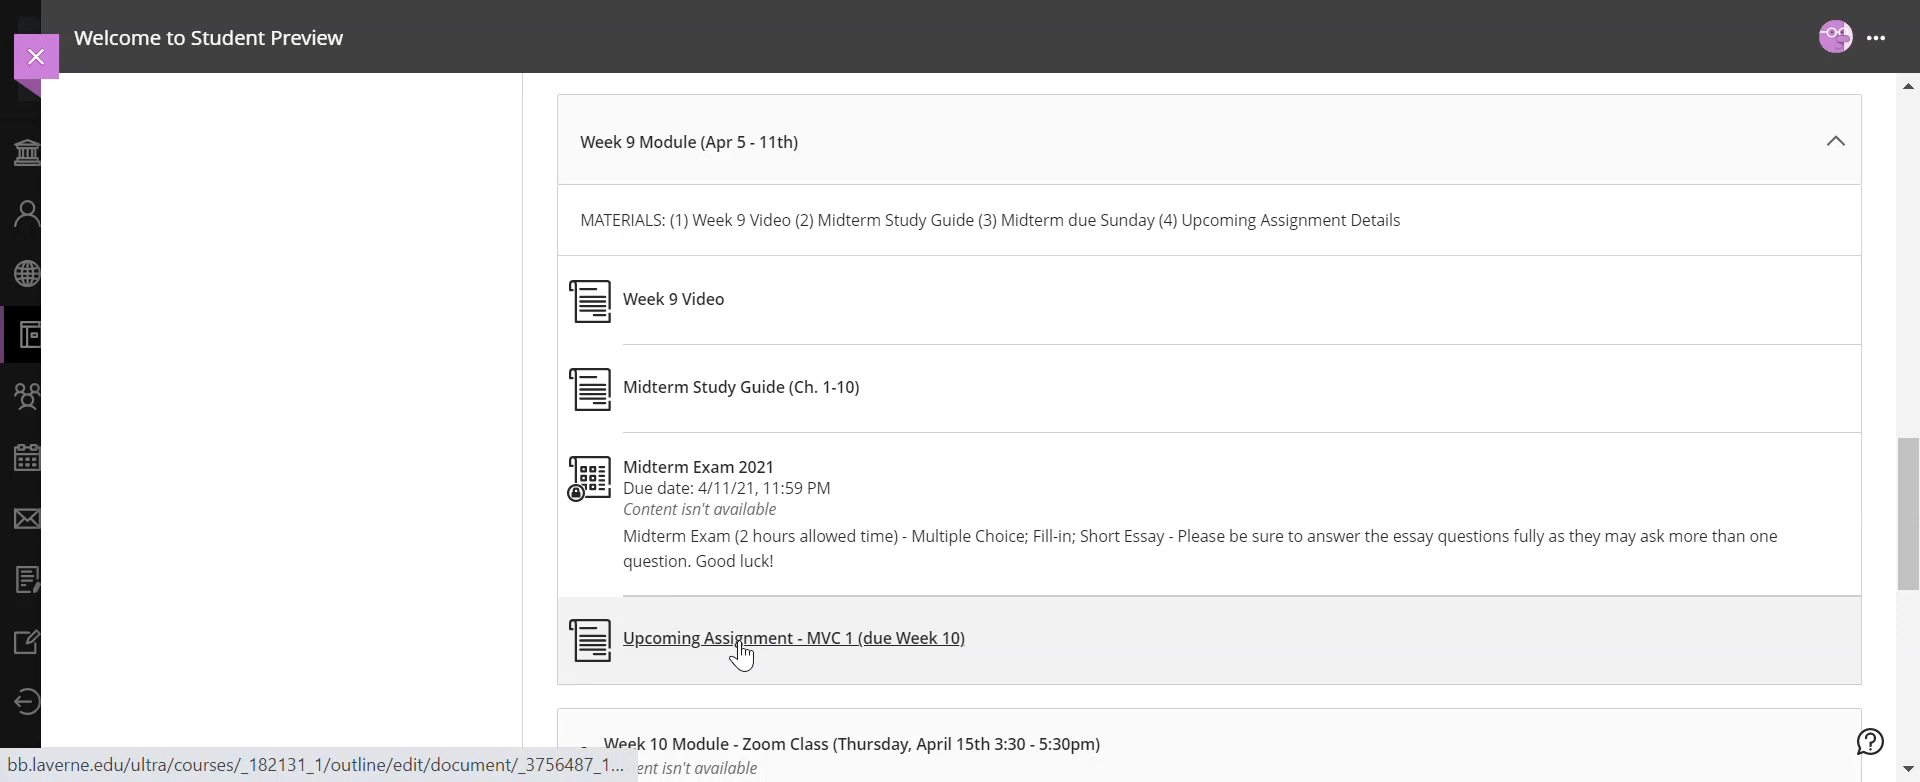 Welcome to Student Preview
Week 9 Module (Apr 5 - 11th)
MATERIALS: (1) Week 9 Video (2) Midterm Study Guide (3) Midterm due Sunday (4) Upcoming Assignment Details
Week 9 Video
Midterm Study Guide (Ch. 1-10)
Midterm Exam 2021
Due date: 4/11/21, 11:59 PM
Content isn't available
Midterm Exam (2 hours allowed time) - Multiple Choice; Fill-in; Short Essay - Please be sure to answer the essay questions fully as they may ask more than one
question. Good luck!
Upcoming Assignment - MVC 1 (due Week 10)
Week 10 Module - Zoom Class (Thursday, April 15th 3:30 - 5:30pm)
bb.laverne.edu/ultra/courses/_182131_1/outline/edit/document/_3756487_1...
ent isn't available